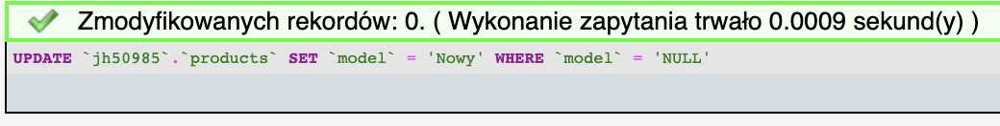 Zmodyfikowanych rekordów: 0. ( Wykonanie zapytania trwało 0.0009 sekund(y) )
UPDATE `jh50985`.`products` SET `model` = 'Nowy' WHERE `model` = 'NULL'